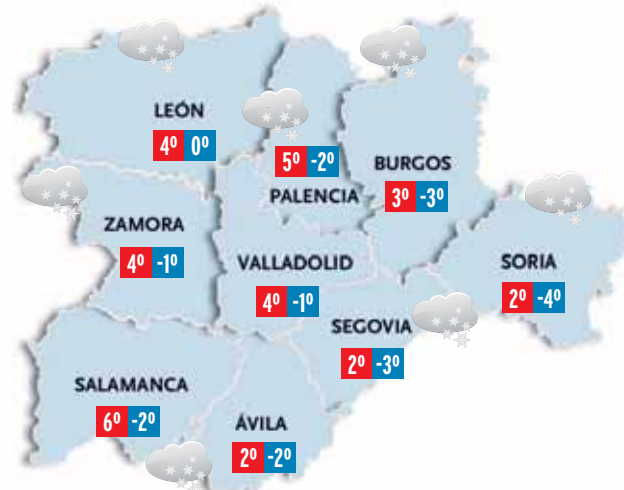 LEÓN
4º 0º
5º -2º
PALENCIA
BURGOS
3º -3º
ZAMORA
4º -1º
VALLADOLID
4º -1º
SORIA
2º -4º
SEGOVIA
2º -3º
SALAMANCA
6º -2º
ÁVILA
2º -2º